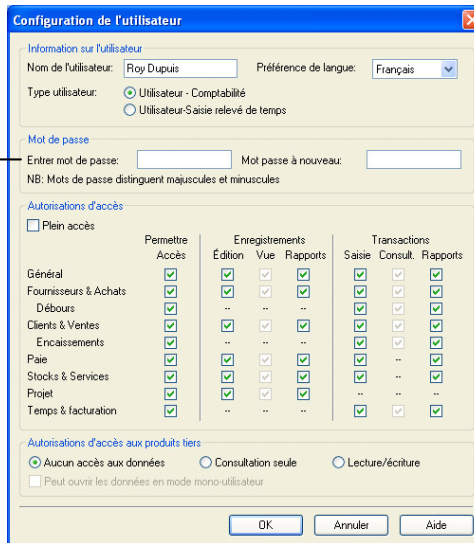 Configuration de l'utilisateur
Information sur l'utilisateur
Nom de l'utilisateur: Roy Dupuis Préférence de langue: Français
Type utilisateur: Utilisateur - Comptabilité
Utilisateur-Saisie relevé de temps
Mot de passe
Entrer mot de passe: Mot passe à nouveau:
NB: Mots de passe distinguent majuscules et minuscules
Autorisations d'accès
Plein accès
Permettre Enregistrements Transactions
Accès Édition Vue Rapports Saisie Consult. Rapports
Général
Fournisseurs & Achats
Débours -- -- --
Clients & Ventes
Encaissements -- -- --
Paie --
Stocks & Services --
Projet -- -- --
Temps & facturation -- -- --
Autorisations d'accès aux produits tiers
Aucun accès aux données Consultation seule Lecture/écriture
Peut ouvrir les données en mode mono-utilisateur
OK Annuler Aide